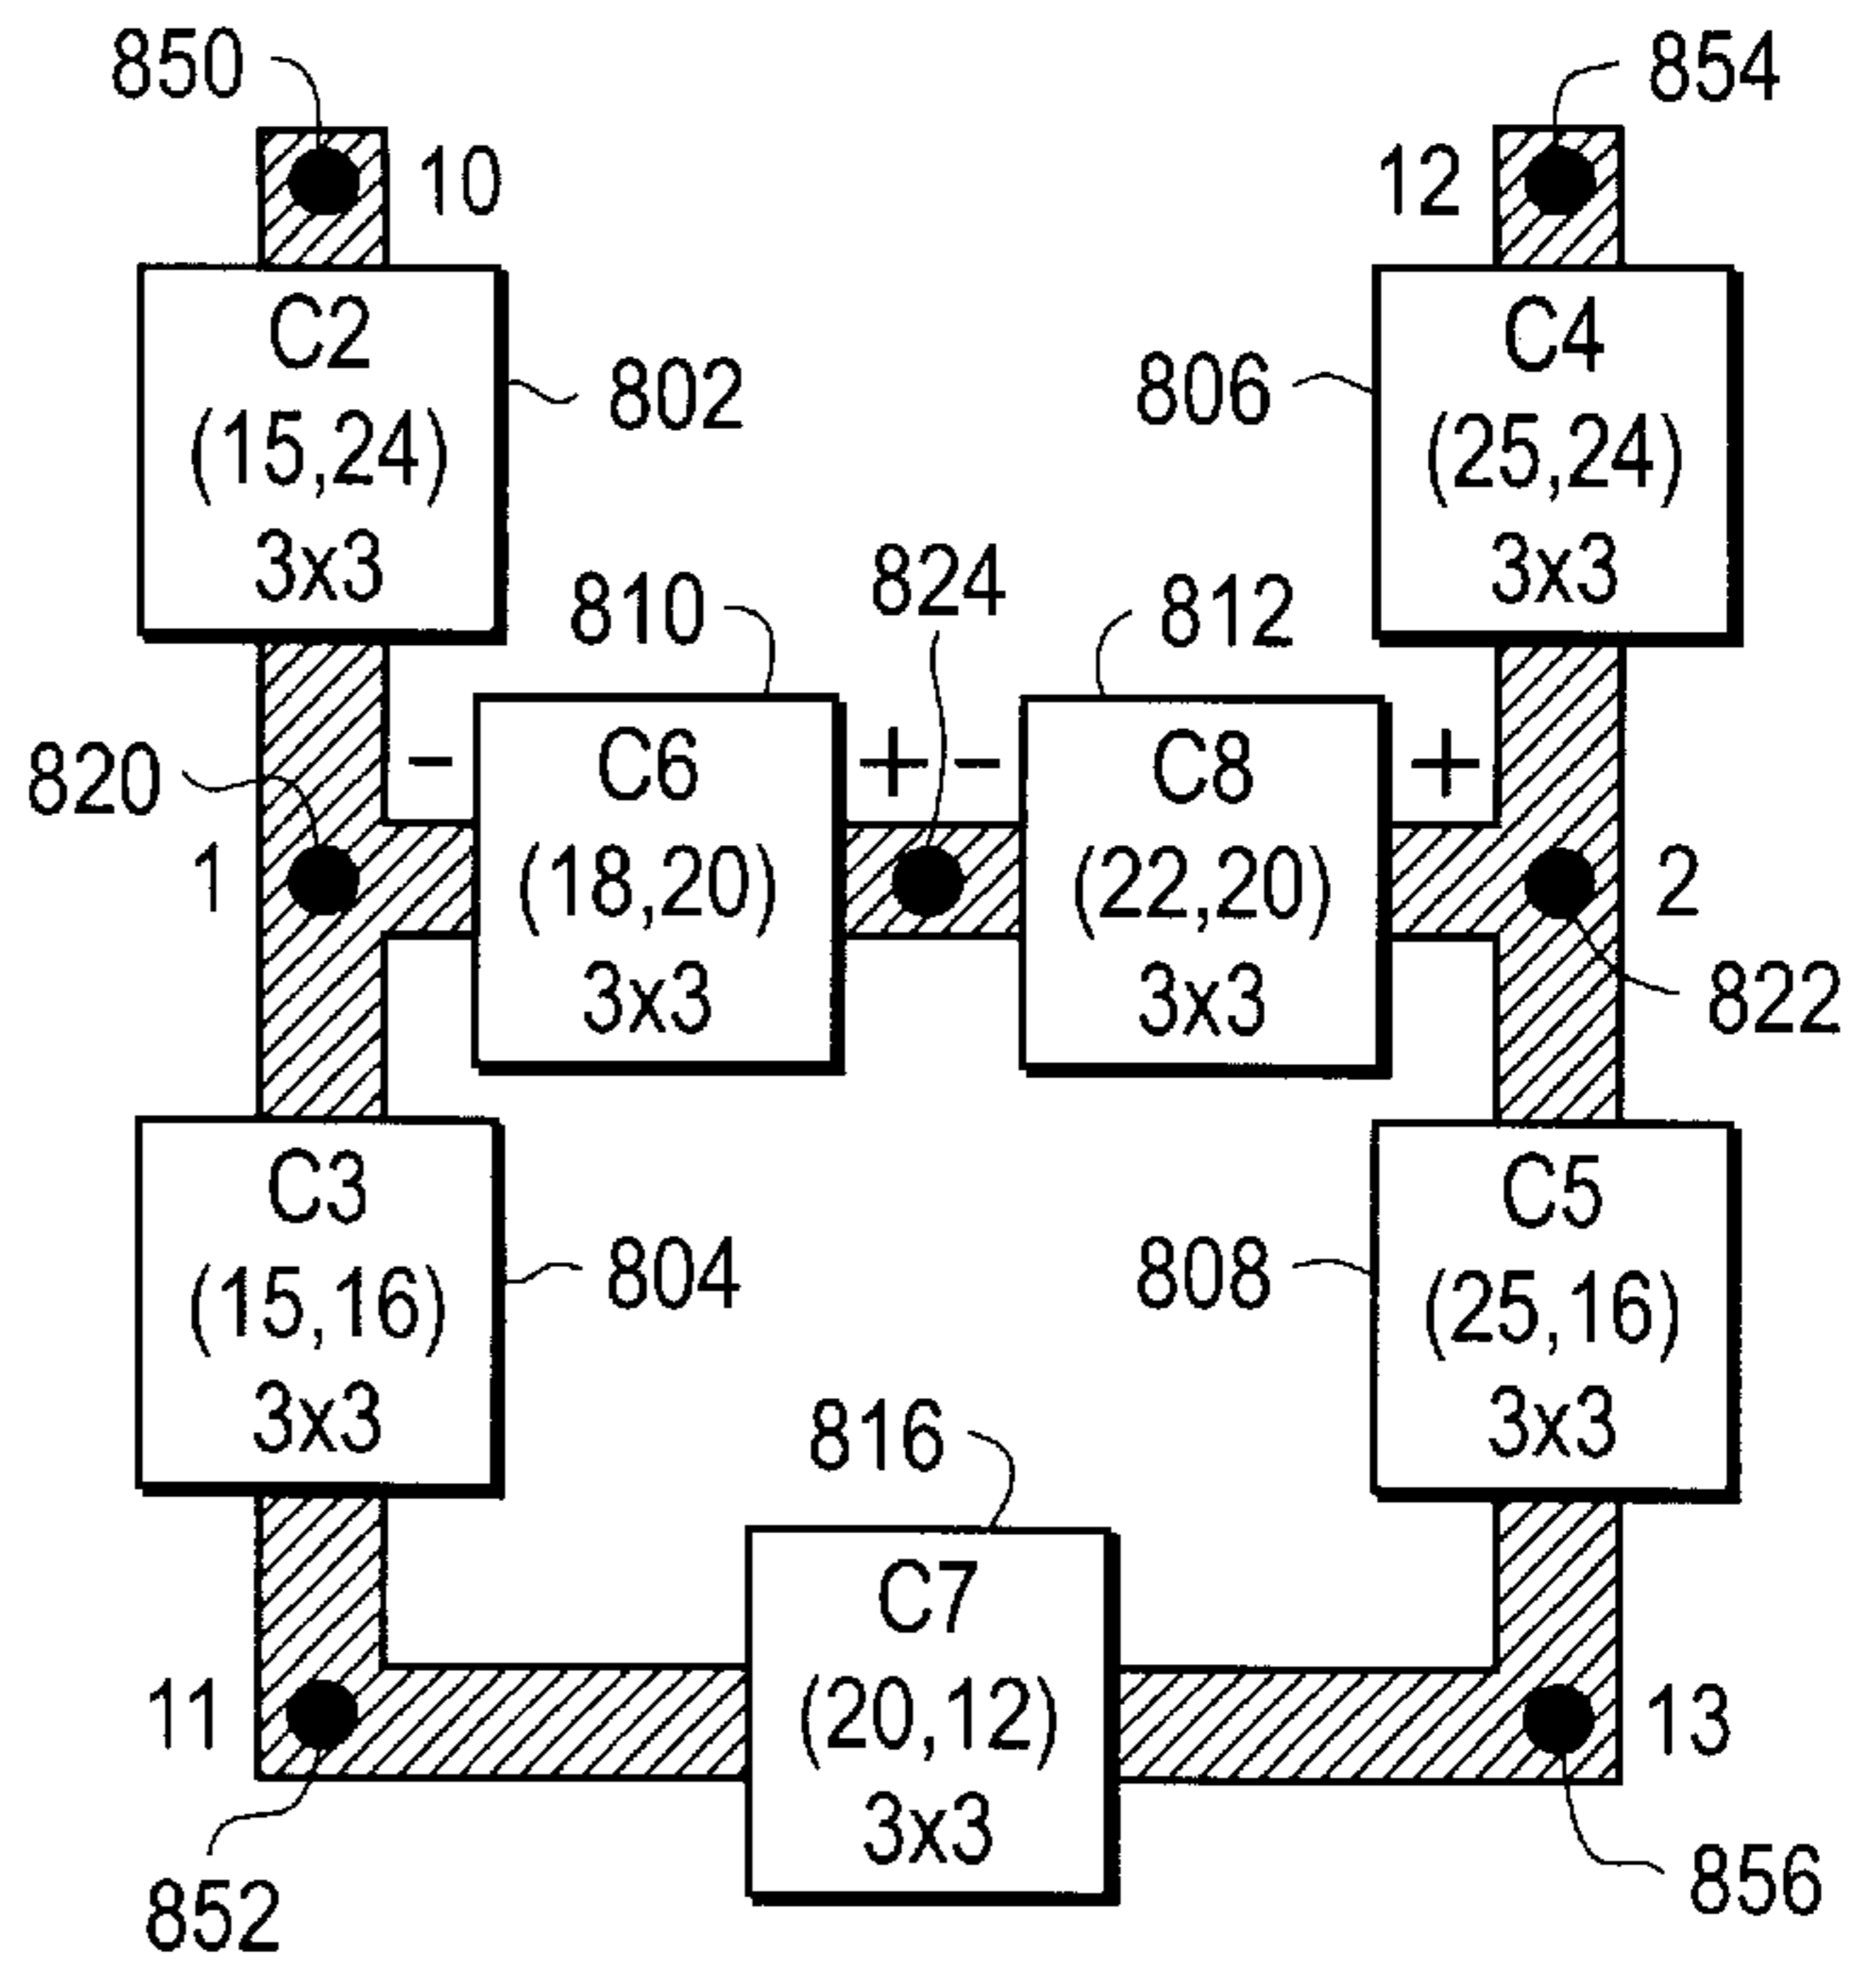 850
854
10
12
C2
(15,24)
3x3
802
806
C4
(25,24)
3x3
810
824
812
820
1
- C6 + - C8 +
(18,20)
3x3
(22,20)
3x3
2
822
C3
(15,16)
3x3
804
808
C5
(25,16)
3x3
816
C7
(20,12)
3x3
11
13
852
856